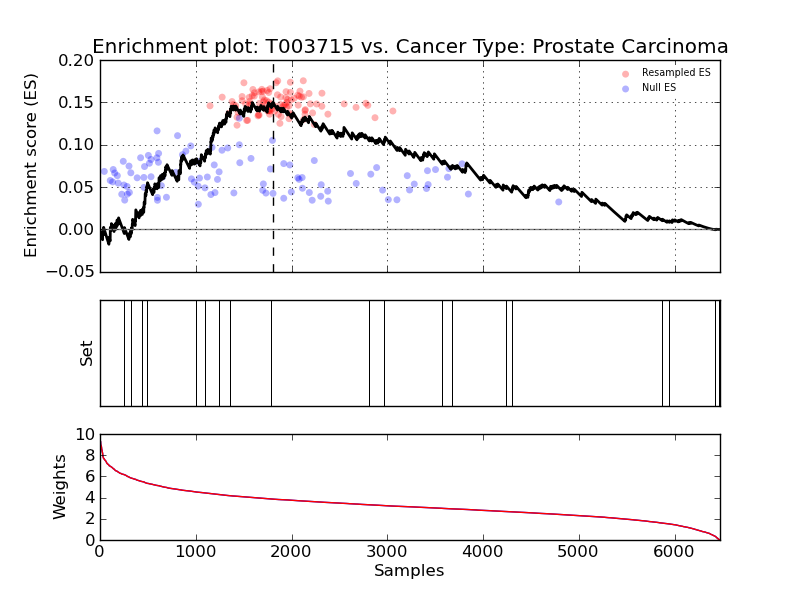 Enrichment plot: T003715 vs. Cancer Type: Prostate Carcinoma
Enrichment score (ES)
0.20
0.15
0.10
0.05
0.00
−0.05
Resampled ES
Null ES
Set
Weights
10
8
6
4
2
0
0 1000 2000 3000 4000 5000 6000
Samples